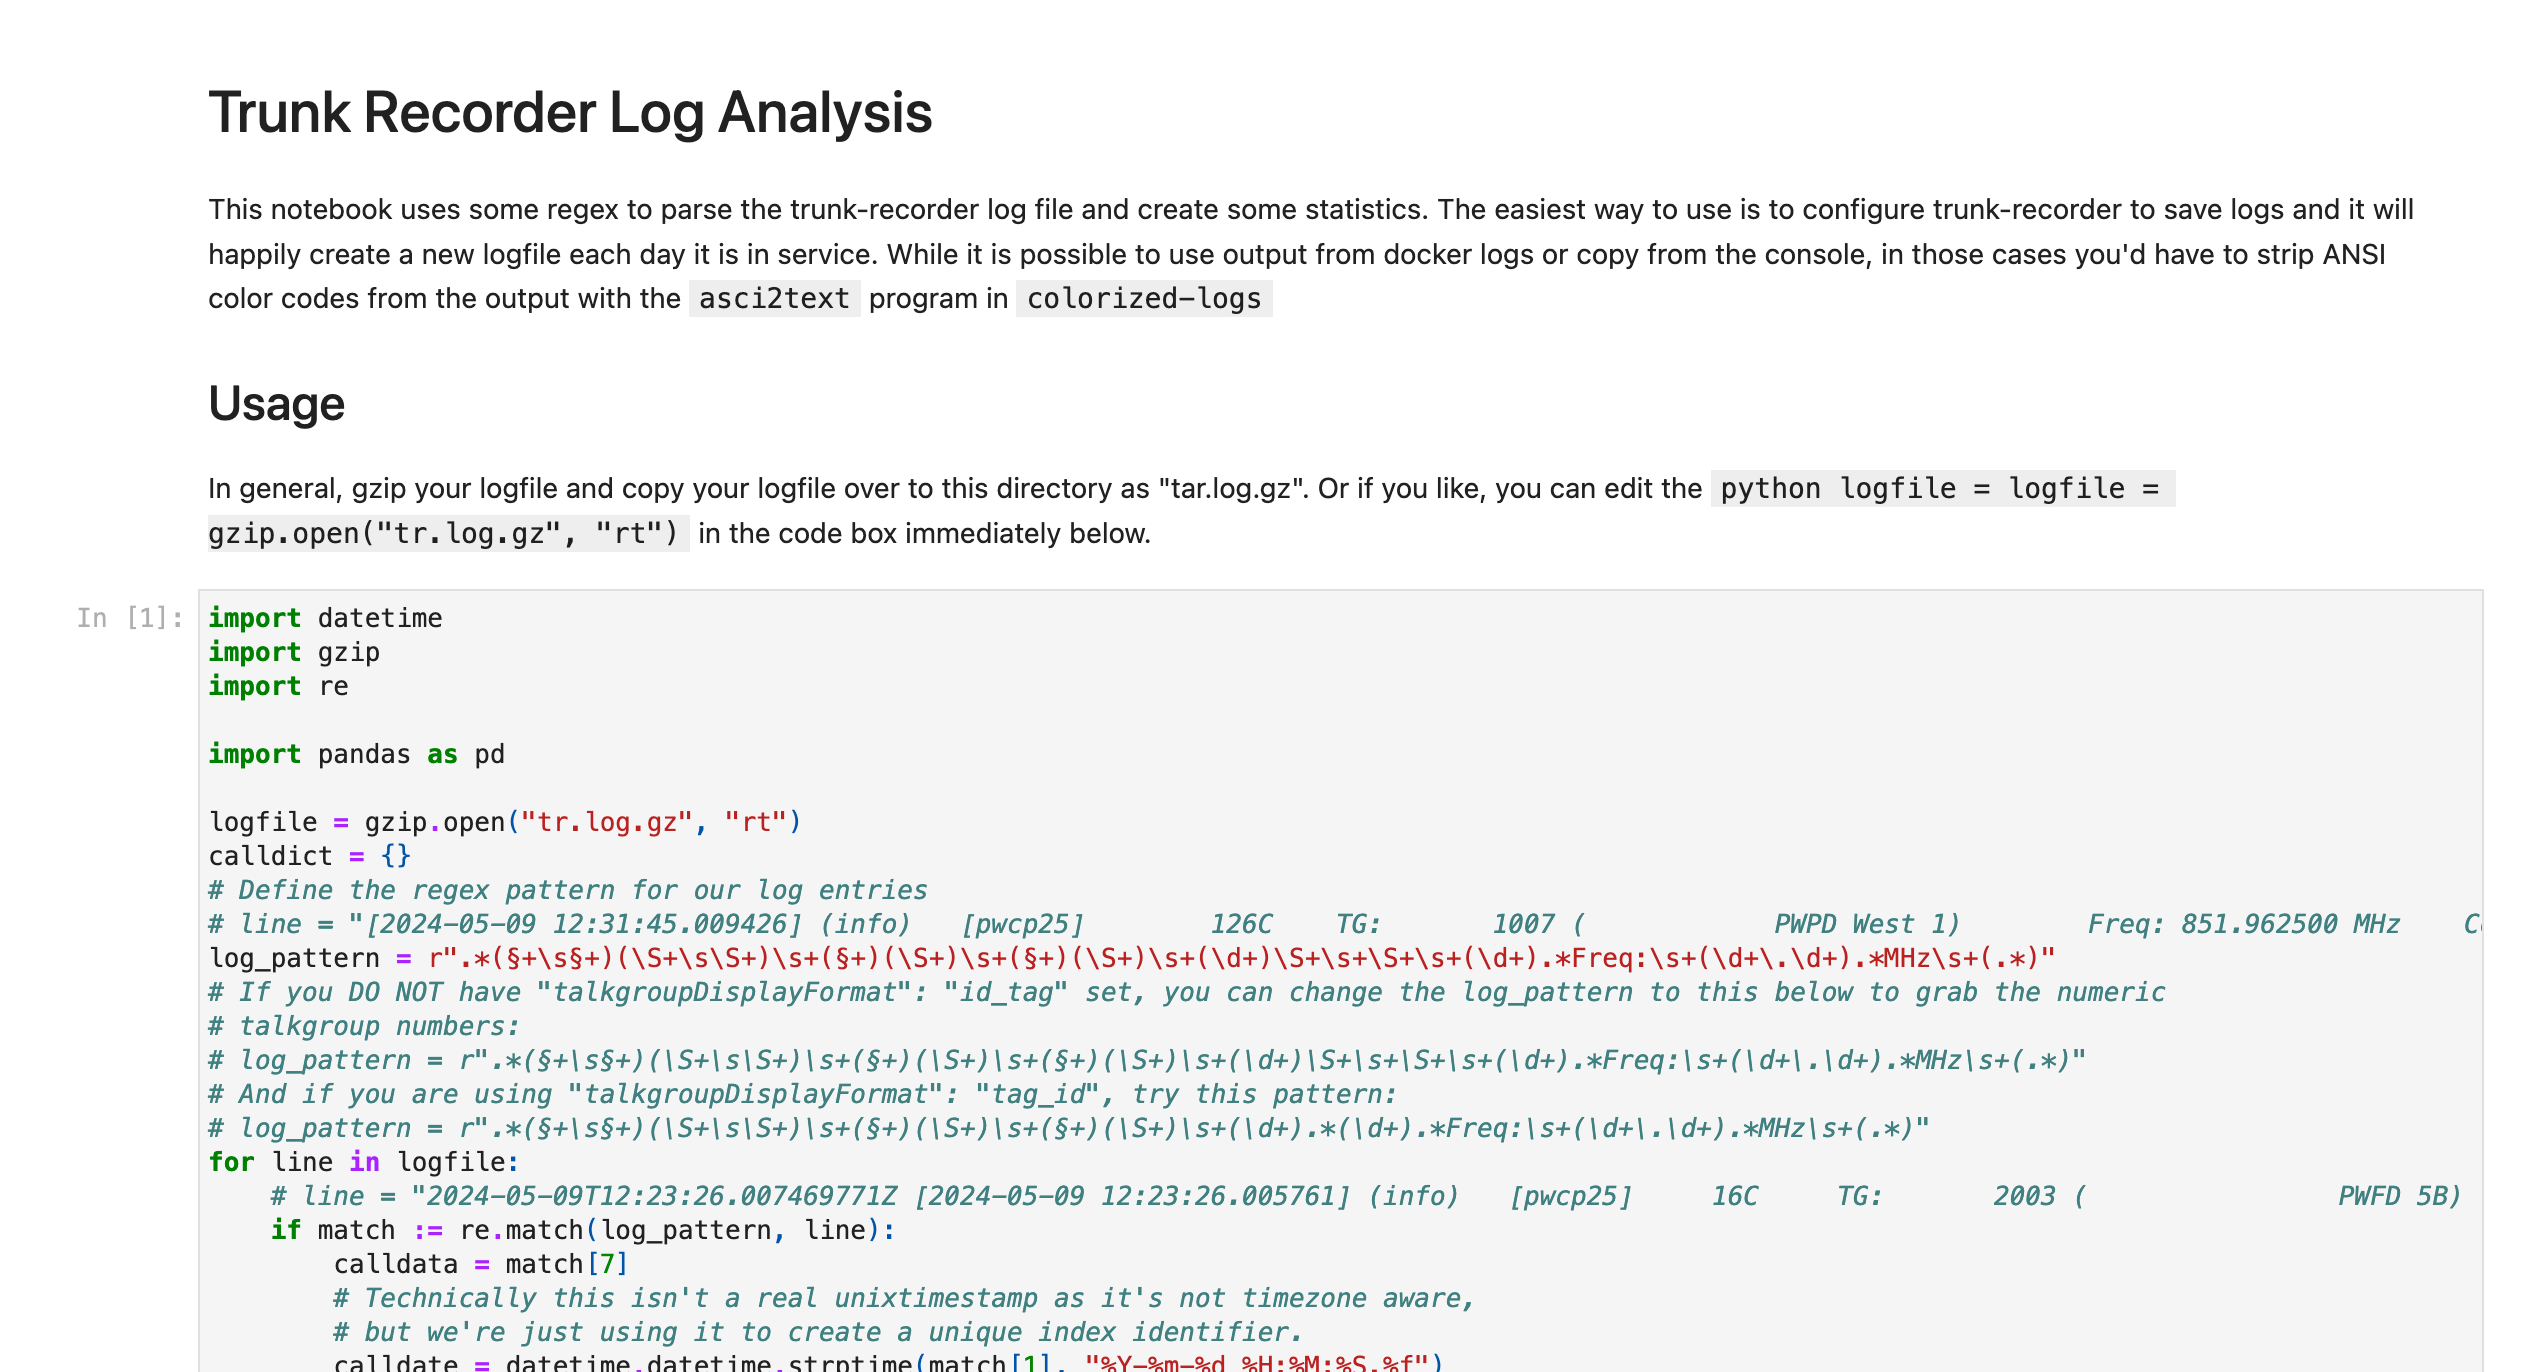 Trunk Recorder Log Analysis
This notebook uses some regex to parse the trunk-recorder log file and create some statistics. The easiest way to use is to configure trunk-recorder to save logs and it will
happily create a new logfile each day it is in service. While it is possible to use output from docker logs or copy from the console, in those cases you'd have to strip ANSI
color codes from the output with the asci2text program in colorized-logs
Usage
In general, gzip your logfile and copy your logfile over to this directory as "tar.log.gz". Or if you like, you can edit the python logfile = logfile =
gzip.open("tr.log.gz", "rt") in the code box immediately below.
In [1]:
import datetime
import gzip
import re
import pandas as pd
logfile = gzip.open("tr.log.gz", "rt")
calldict = {}
# Define the regex pattern for our log entries
# line = "[2024-05-09 12:31:45.009426] (info)   [pwcp25]        126C    TG:       1007 (            PWPD West 1)        Freq: 851.962500 MHz
log_pattern = r".*(§+\s§+)(\S+\s\S+)\s+(§+)(\S+)\s+(§+)(\S+)\s+(\d+)\S+\s+\S+\s+(\d+).*Freq:\s+(\d+\.\d+).*MHz\s+(.*)"
# If you DO NOT have "talkgroupDisplayFormat": "id_tag" set, you can change the log_pattern to this below to grab the numeric
# talkgroup numbers:
# log_pattern = r".*(§+\s§+)(\S+\s\S+)\s+(§+)(\S+)\s+(§+)(\S+)\s+(\d+)\S+\s+\S+\s+(\d+).*Freq:\s+(\d+\.\d+).*MHz\s+(.*)"
# And if you are using "talkgroupDisplayFormat": "tag_id", try this pattern:
# log_pattern = r".*(§+\s§+)(\S+\s\S+)\s+(§+)(\S+)\s+(§+)(\S+)\s+(\d+).*(\d+).*Freq:\s+(\d+\.\d+).*MHz\s+(.*)"
for line in logfile:
    # line = "2024-05-09T12:23:26.007469771Z [2024-05-09 12:23:26.005761] (info)   [pwcp25]     16C     TG:       2003 (                PWFD 5B)
    if match := re.match(log_pattern, line):
        calldata = match[7]
        # Technically this isn't a real unixtimestamp as it's not timezone aware,
        # but we're just using it to create a unique index identifier.
        calldate = datetime.datetime.strptime(match[1], "%Y-%m-%d %H:%M:%S.%f")